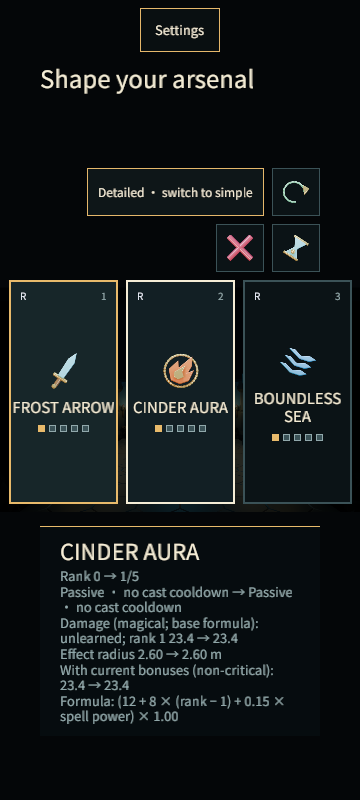 Settings
Shape your arsenal
Detailed • switch to simple
R 1
FROST ARROW
R 2
CINDER AURA
R 3
BOUNDLESS
SEA
CINDER AURA
Rank 0 → 1/5
Passive • no cast cooldown → Passive
• no cast cooldown
Damage (magical; base formula):
unlearned; rank 1 23.4 → 23.4
Effect radius 2.60 → 2.60 m
With current bonuses (non-critical):
23.4 → 23.4
Formula: (12 + 8 × (rank − 1) + 0.15 ×
spell power) × 1.00